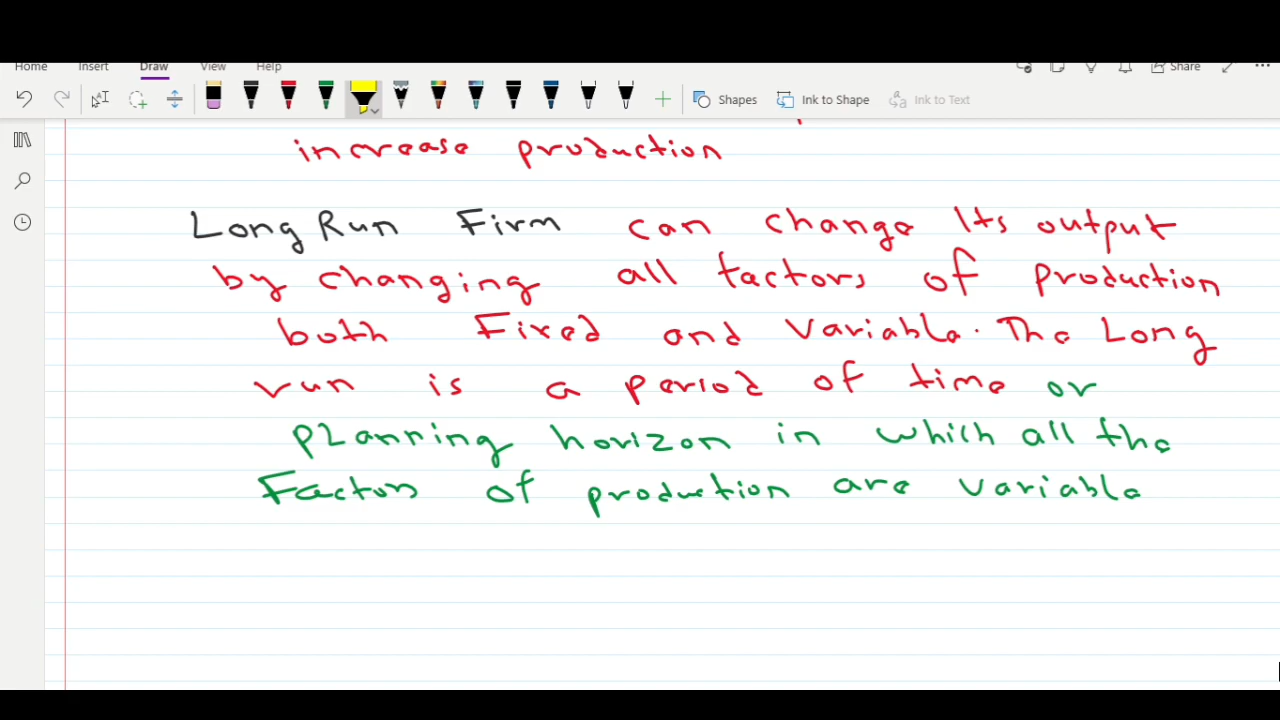 Home Insert Draw View Help Share
Shapes Ink to Shape Ink to Text
increase production
Long Run Firm can change Its output
by changing all factors of production
both Fixed and Variable. The Long
run is a period of time or
pLanning horizon in which all the
Factors of production are variable